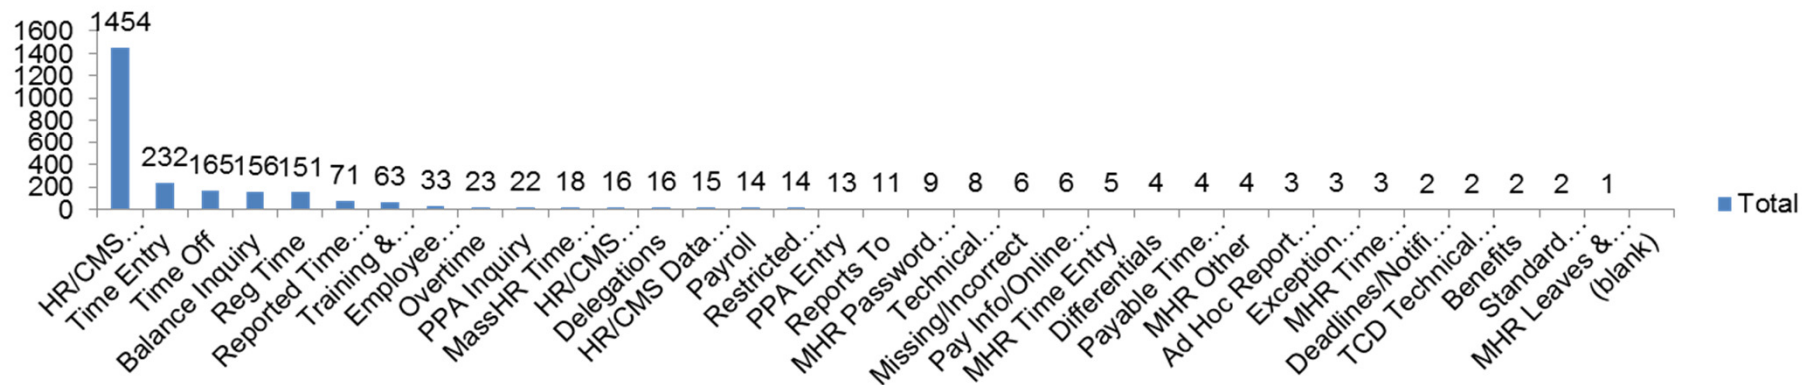 1600
1400
1200
1000
800
600
400
200
0
1454
232
165
156
151
71
63
33
23
22
18
16
16
15
14
14
13
11
9
8
6
6
5
4
4
4
3
3
3
2
2
2
2
1
HR/CMS...
Time Entry
Time Off
Balance Inquiry
Reg Time
Reported Time...
Training &...
Employee...
Overtime
PPA Inquiry
MassHR Time...
HR/CMS...
Delegations
HR/CMS Data...
Payroll
Restricted...
PPA Entry
Reports To
MHR Password...
Technical...
Missing/Incorrect
Pay Info/Online...
MHR Time Entry
Differentials
Payable Time...
MHR Other
Ad Hoc Report...
Exception...
MHR Time...
Deadlines/Notifi...
TCD Technical...
Benefits
Standard...
MHR Leaves &...
(blank)
Total